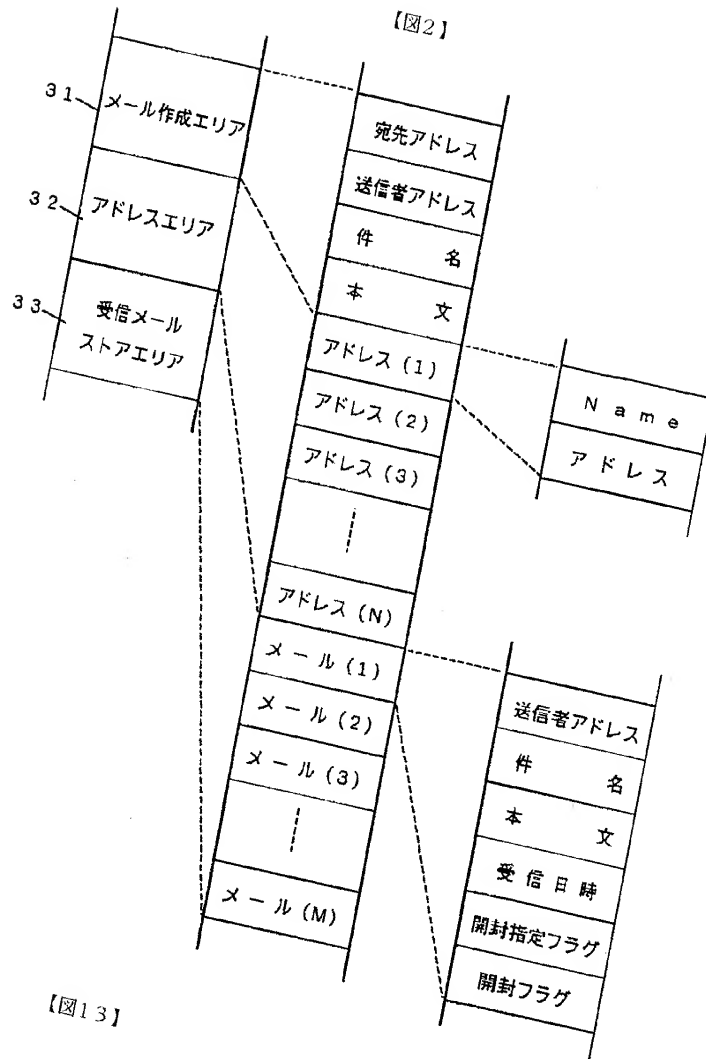 【図2】
31
メール作成エリア
32
アドレスエリア
33
受信メール
ストアエリア
宛先アドレス
送信者アドレス
件 名
本 文
アドレス (1)
アドレス (2)
アドレス (3)
アドレス (N)
メール (1)
メール (2)
メール (3)
メール (M)
Name
アドレス
送信者アドレス
件 名
本 文
受信日時
開封指定フラグ
開封フラグ
【図13】